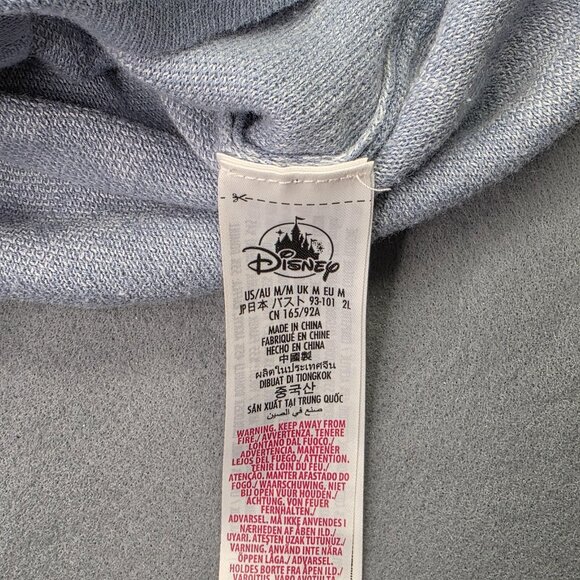 Disney
US/AU M/M UK M EU M
JP日本 バスト 93-101 2L
CN 165/92A
MADE IN CHINA
FABRIQUÉ EN CHINE
HECHO EN CHINA
中國製
ผลิตในประเทศจีน
DIBUAT DI TIONGKOK
중국산
SẢN XUẤT TẠI TRUNG QUỐC
صنع في الصين
WARNING. KEEP AWAY FROM
FIRE./ AVVERTENZA. TENERE
LONTANO DAL FUOCO./
ADVERTENCIA. MANTENER
LEJOS DEL FUEGO./ ATTENTION.
TENIR LOIN DU FEU./
ATENÇÃO. MANTER AFASTADO DO
FOGO./ WAARSCHUWING. NIET
BIJ OPEN VUUR HOUDEN./
ACHTUNG. VON FEUER
FERNHALTEN./
ADVARSEL. MÅ IKKE ANVENDES I
NÆRHEDEN AF ÅBEN ILD./
UYARI. ATEŞTEN UZAK TUTUNUZ./
VARNING. ANVÄND INTE NÄRA
ÖPPEN LÅGA./ ADVARSEL.
HOLDES BORTE FRA ÅPEN ILD./
VAROITUS. VAARA AVOTULTA